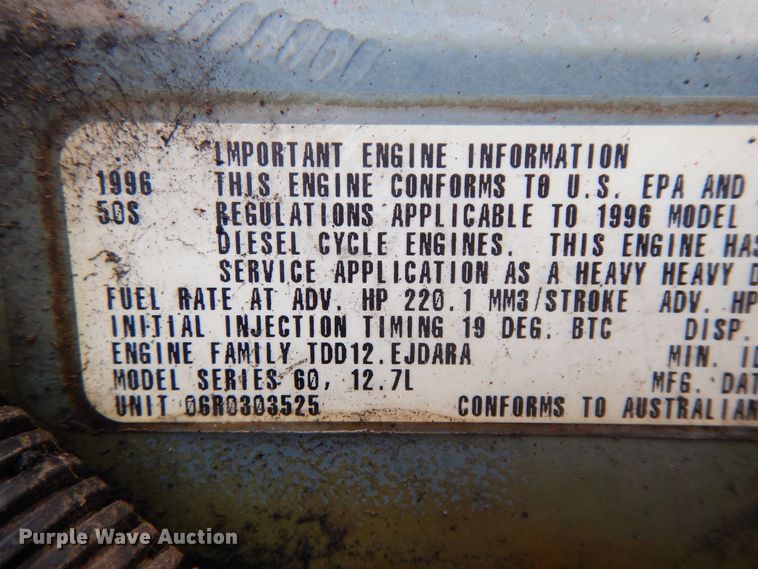 IMPORTANT ENGINE INFORMATION
1996 THIS ENGINE CONFORMS TO U.S. EPA AND
50S REGULATIONS APPLICABLE TO 1996 MODEL
DIESEL CYCLE ENGINES. THIS ENGINE HAS
SERVICE APPLICATION AS A HEAVY HEAVY D
FUEL RATE AT ADV. HP 220.1 MM3/STROKE ADV. HP
INITIAL INJECTION TIMING 19 DEG. BTC DISP.
ENGINE FAMILY TDD12.EJDARA MIN. ID
MODEL SERIES 60, 12.7L MFG. DAT
UNIT 06R0303525 CONFORMS TO AUSTRALIAN
Purple Wave Auction